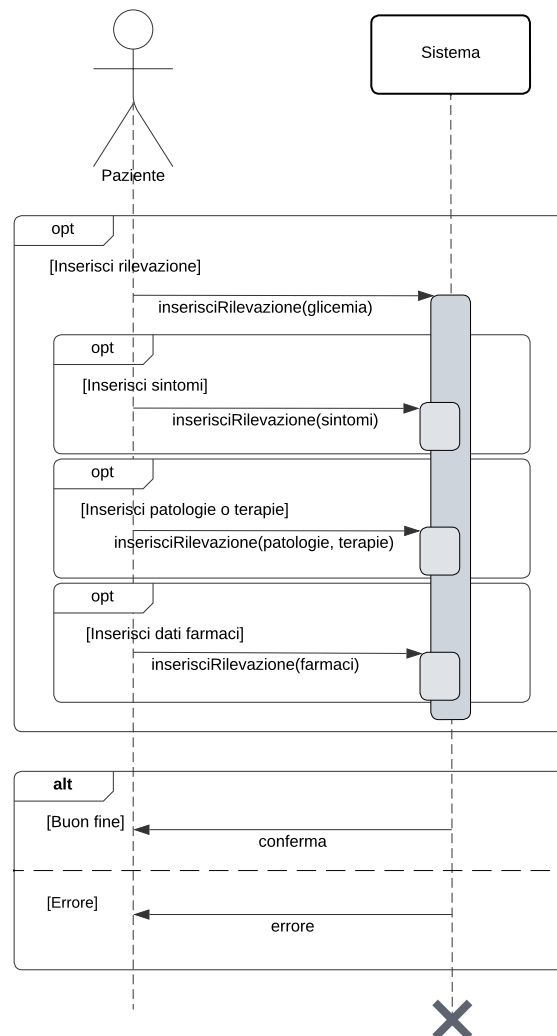 Sistema
Paziente
opt
[Inserisci rilevazione]
inserisciRilevazione(glicemia)
opt
[Inserisci sintomi]
inserisciRilevazione(sintomi)
opt
[Inserisci patologie o terapie]
inserisciRilevazione(patologie, terapie)
opt
[Inserisci dati farmaci]
inserisciRilevazione(farmaci)
alt
[Buon fine]
conferma
[Errore]
errore